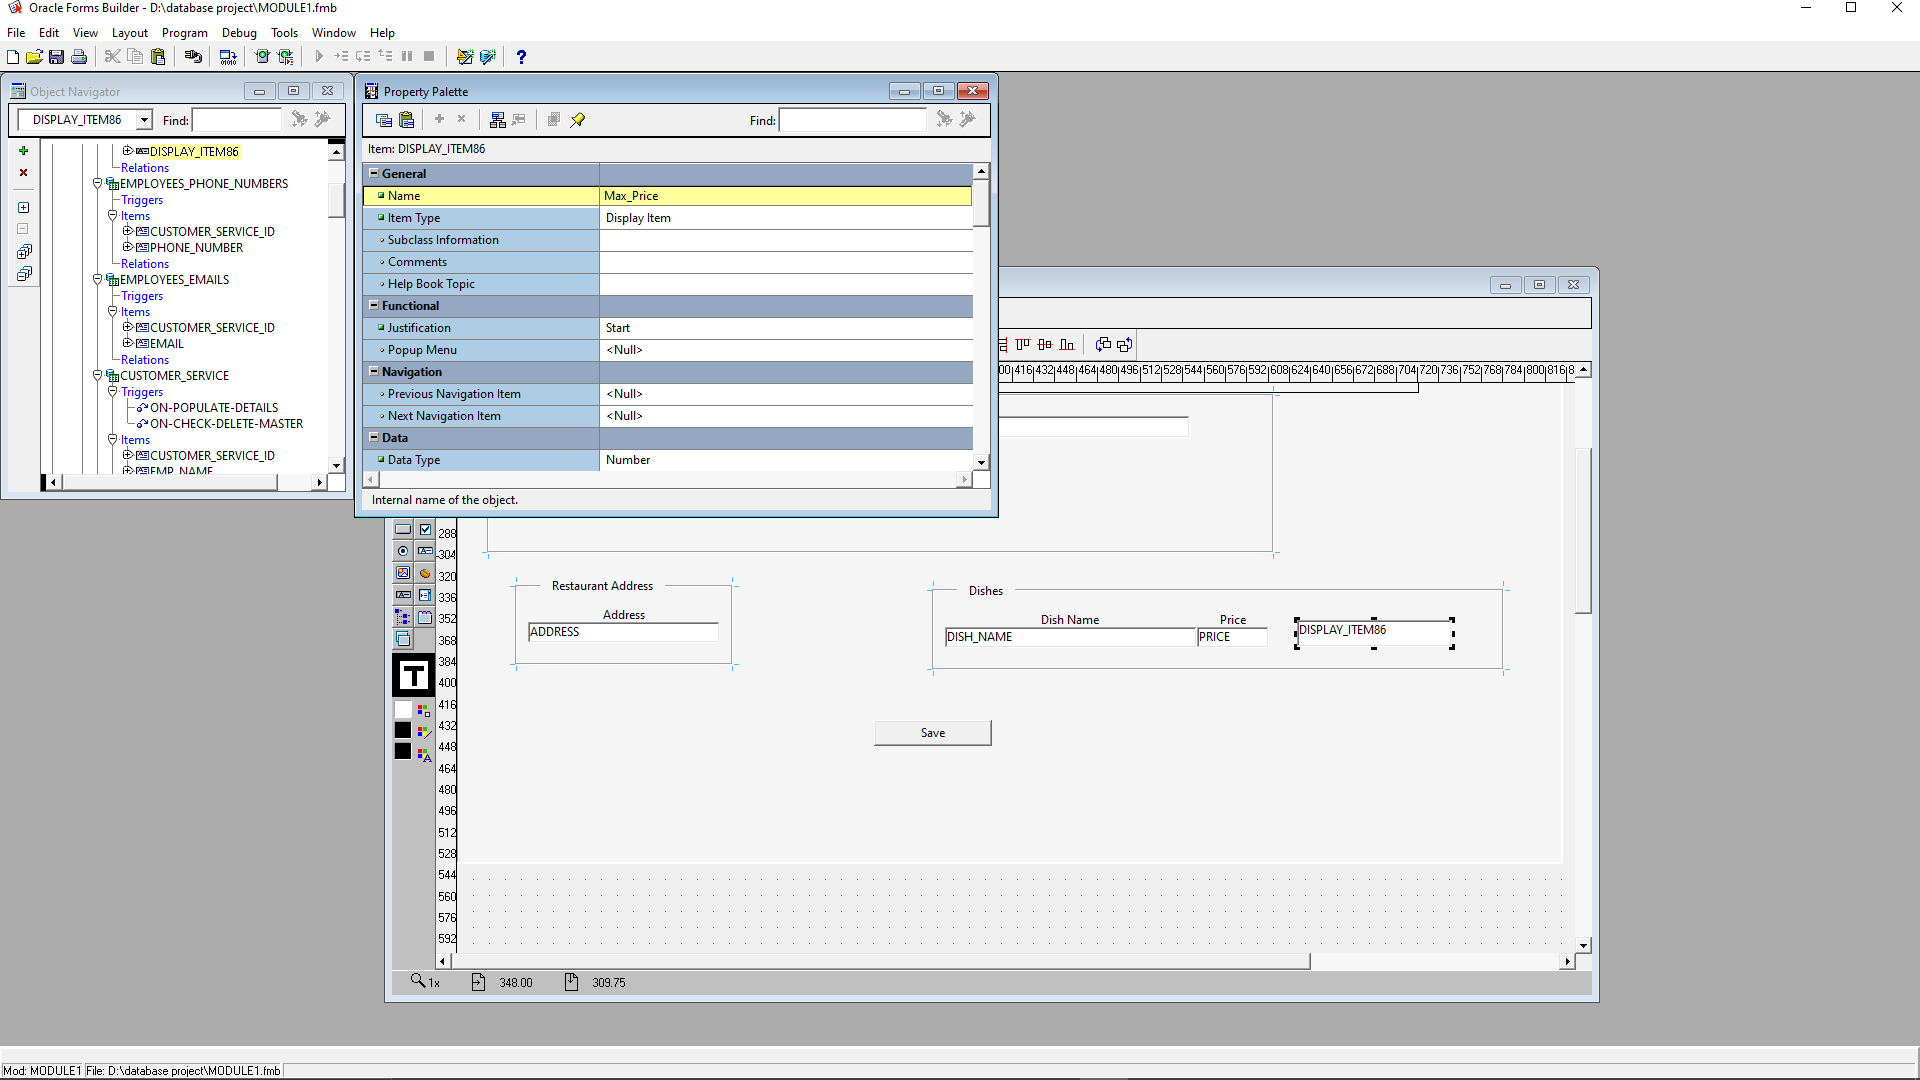 Oracle Forms Builder - D:\database project\MODULE1.fmb
File Edit View Layout Program Debug Tools Window Help
Object Navigator
DISPLAY_ITEM86 Find:
DISPLAY_ITEM86
Relations
EMPLOYEES_PHONE_NUMBERS
Triggers
Items
CUSTOMER_SERVICE_ID
PHONE_NUMBER
Relations
EMPLOYEES_EMAILS
Triggers
Items
CUSTOMER_SERVICE_ID
EMAIL
Relations
CUSTOMER_SERVICE
Triggers
ON-POPULATE-DETAILS
ON-CHECK-DELETE-MASTER
Items
CUSTOMER_SERVICE_ID
EMP_NAME
Property Palette
Find:
Item: DISPLAY_ITEM86
General
Name Max_Price
Item Type Display Item
Subclass Information
Comments
Help Book Topic
Functional
Justification Start
Popup Menu <Null>
Navigation
Previous Navigation Item <Null>
Next Navigation Item <Null>
Data
Data Type Number
Internal name of the object.
00 416 432 448 464 480 496 512 528 544 560 576 592 608 624 640 656 672 688 704 720 736 752 768 784 800 816 8
288
304
320
336
352
368
384
400
416
432
448
464
480
496
512
528
544
560
576
592
Restaurant Address
Address
ADDRESS
Dishes
Dish Name Price
DISH_NAME PRICE DISPLAY_ITEM86
Save
T
1x 348.00 309.75
Mod: MODULE1 File: D:\database project\MODULE1.fmb